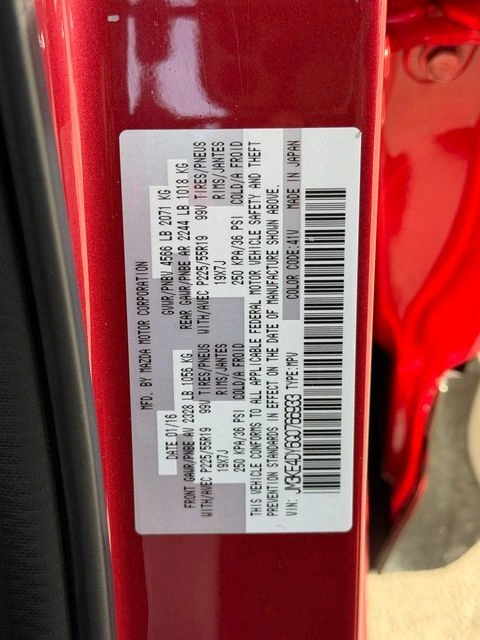 MFD. BY MAZDA MOTOR CORPORATION
DATE 01/16 GVWR/PNBV 4566 LB 2071 KG
FRONT GAWR/PNBE AV 2328 LB 1056 KG REAR GAWR/PNBE AR 2244 LB 1018 KG
WITH/AVEC P225/55R19 99V TIRES/PNEUS WITH/AVEC P225/55R19 99V TIRES/PNEUS
19X7J RIMS/JANTES 19X7J RIMS/JANTES
250 KPA/36 PSI COLD/A FROID 250 KPA/36 PSI COLD/A FROID
THIS VEHICLE CONFORMS TO ALL APPLICABLE FEDERAL MOTOR VEHICLE SAFETY AND THEFT
PREVENTION STANDARDS IN EFFECT ON THE DATE OF MANUFACTURE SHOWN ABOVE.
VIN: JM3KE4DY6G0766933 TYPE:MPV COLOR CODE:41V MADE IN JAPAN